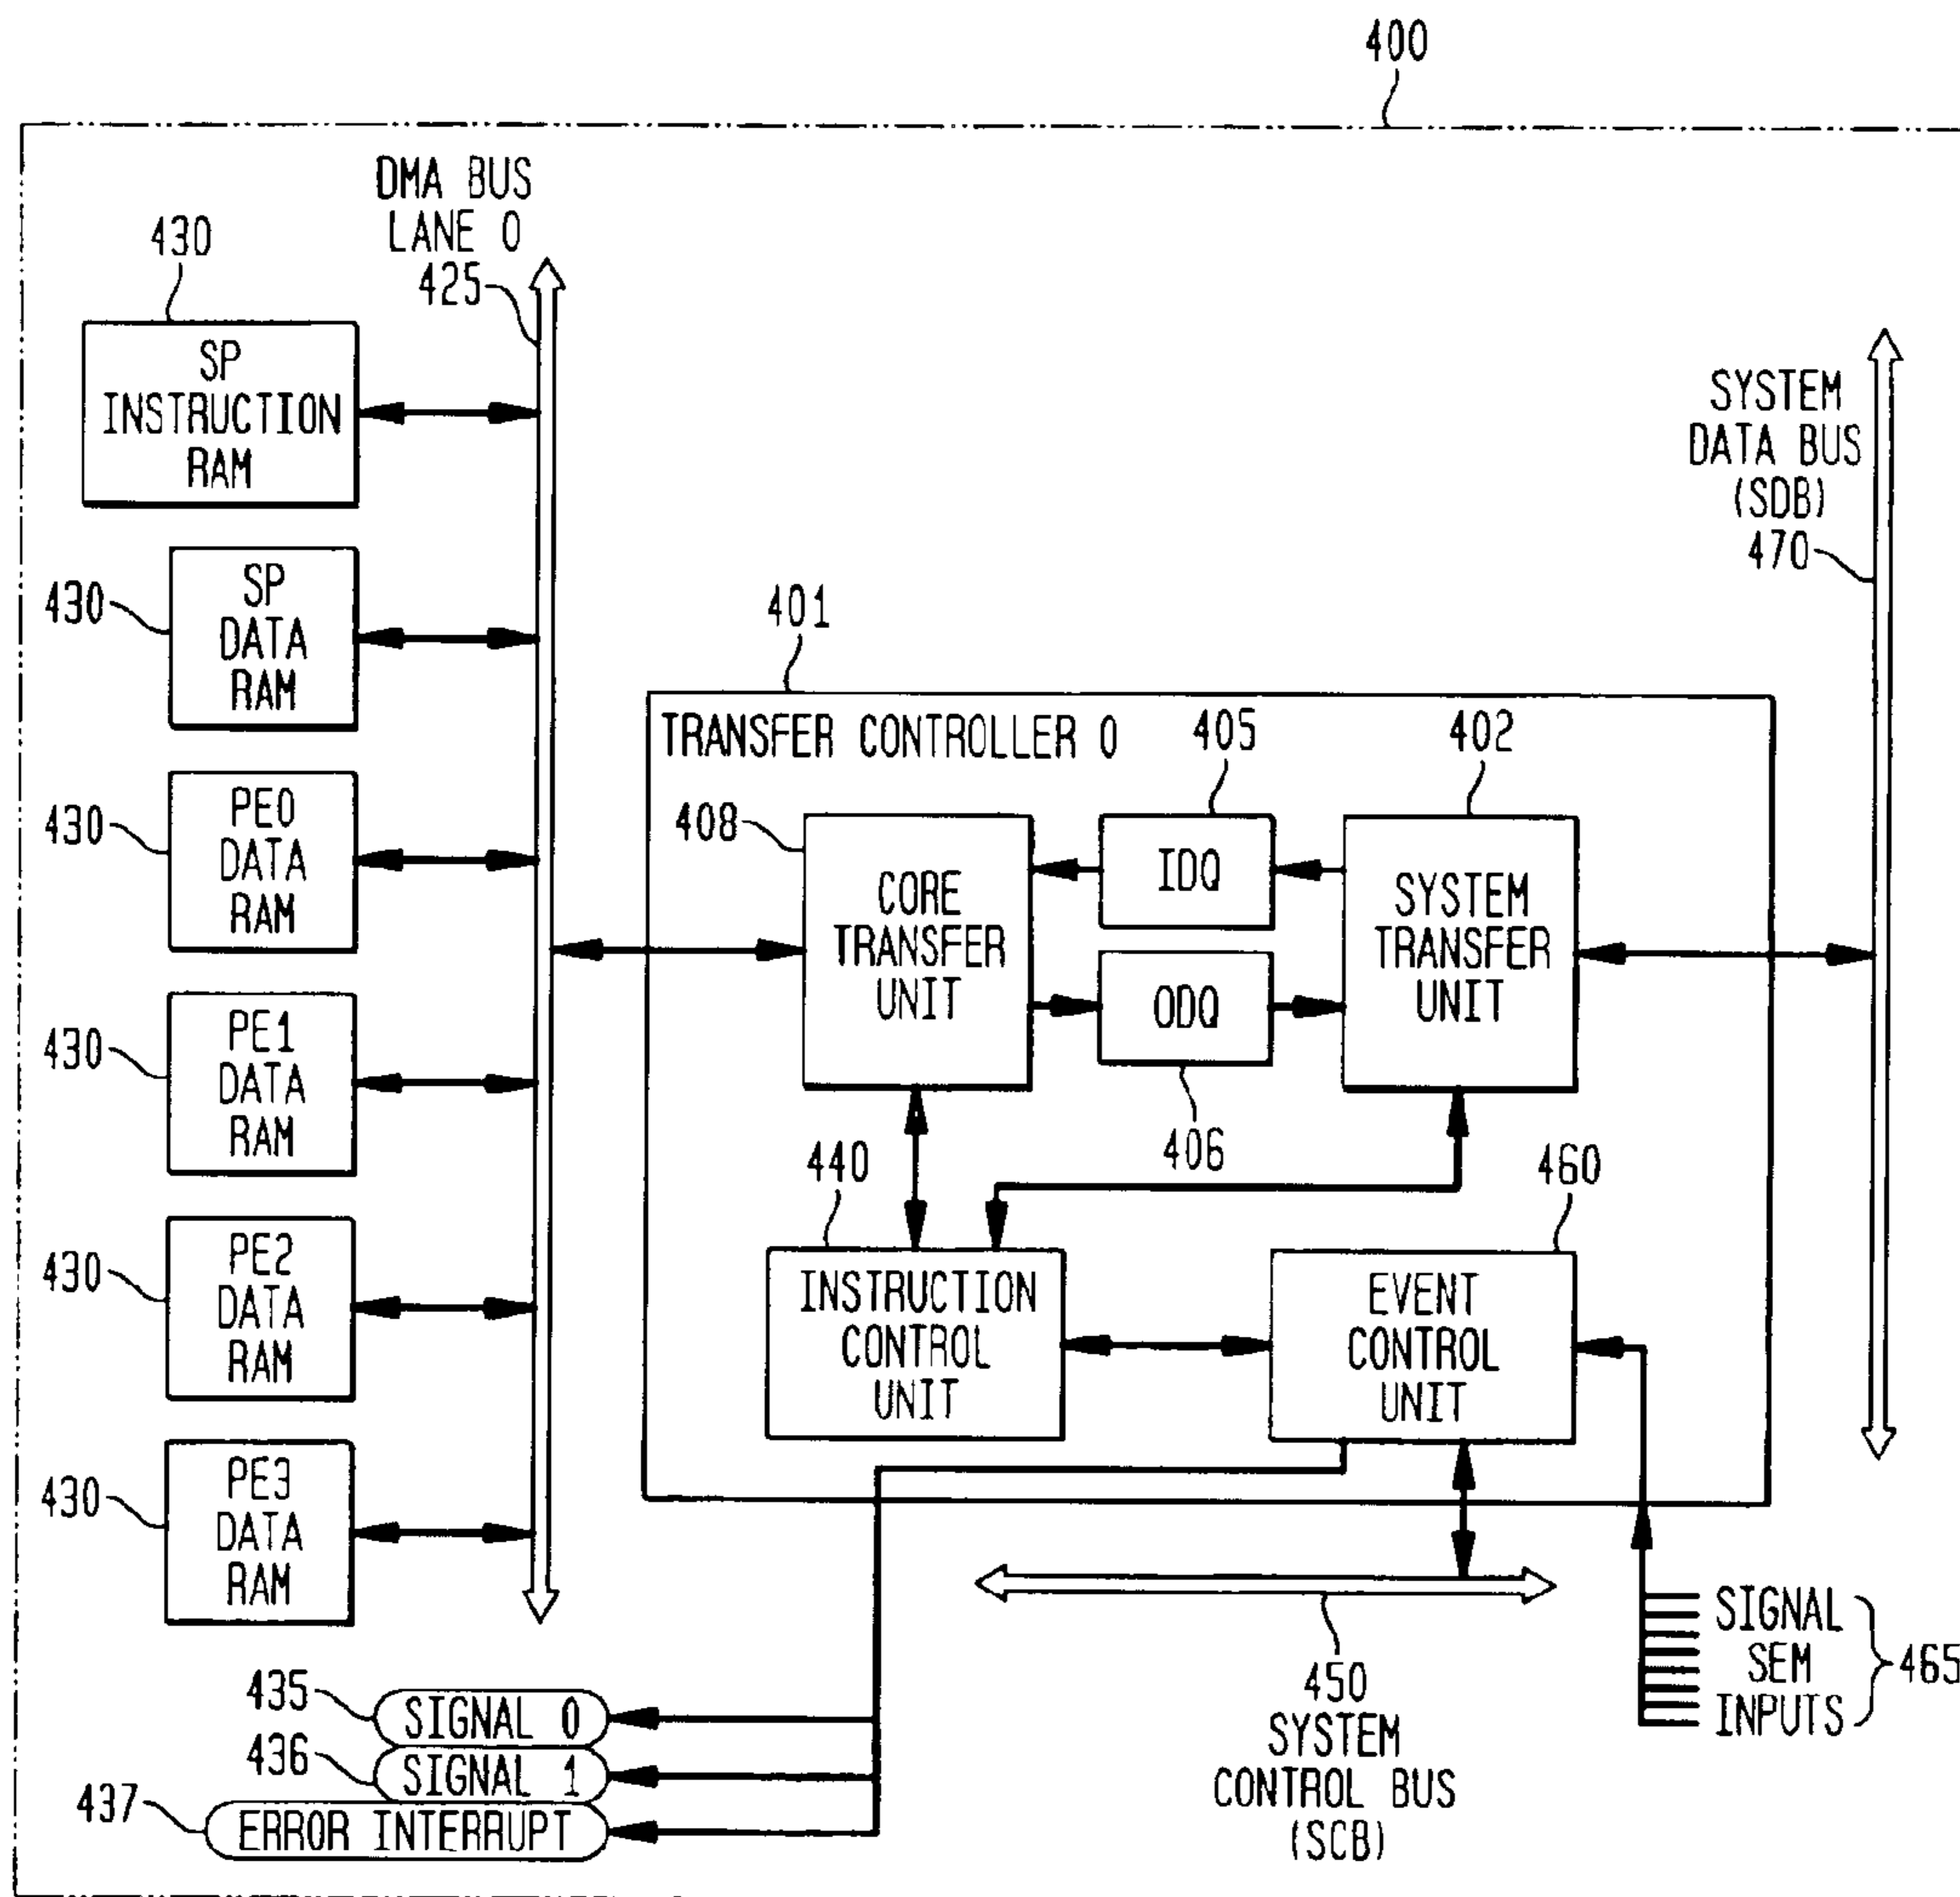 400
DMA BUS
LANE 0
425
430
SP
INSTRUCTION
RAM
430
SP
DATA
RAM
430
PE0
DATA
RAM
430
PE1
DATA
RAM
430
PE2
DATA
RAM
430
PE3
DATA
RAM
SYSTEM
DATA BUS
(SDB)
470
401
TRANSFER CONTROLLER 0
405
402
408
CORE
TRANSFER
UNIT
IDQ
ODQ
SYSTEM
TRANSFER
UNIT
406
440
460
INSTRUCTION
CONTROL
UNIT
EVENT
CONTROL
UNIT
435
SIGNAL 0
436
SIGNAL 1
437
ERROR INTERRUPT
450
SYSTEM
CONTROL BUS
(SCB)
SIGNAL
SEM
INPUTS
465